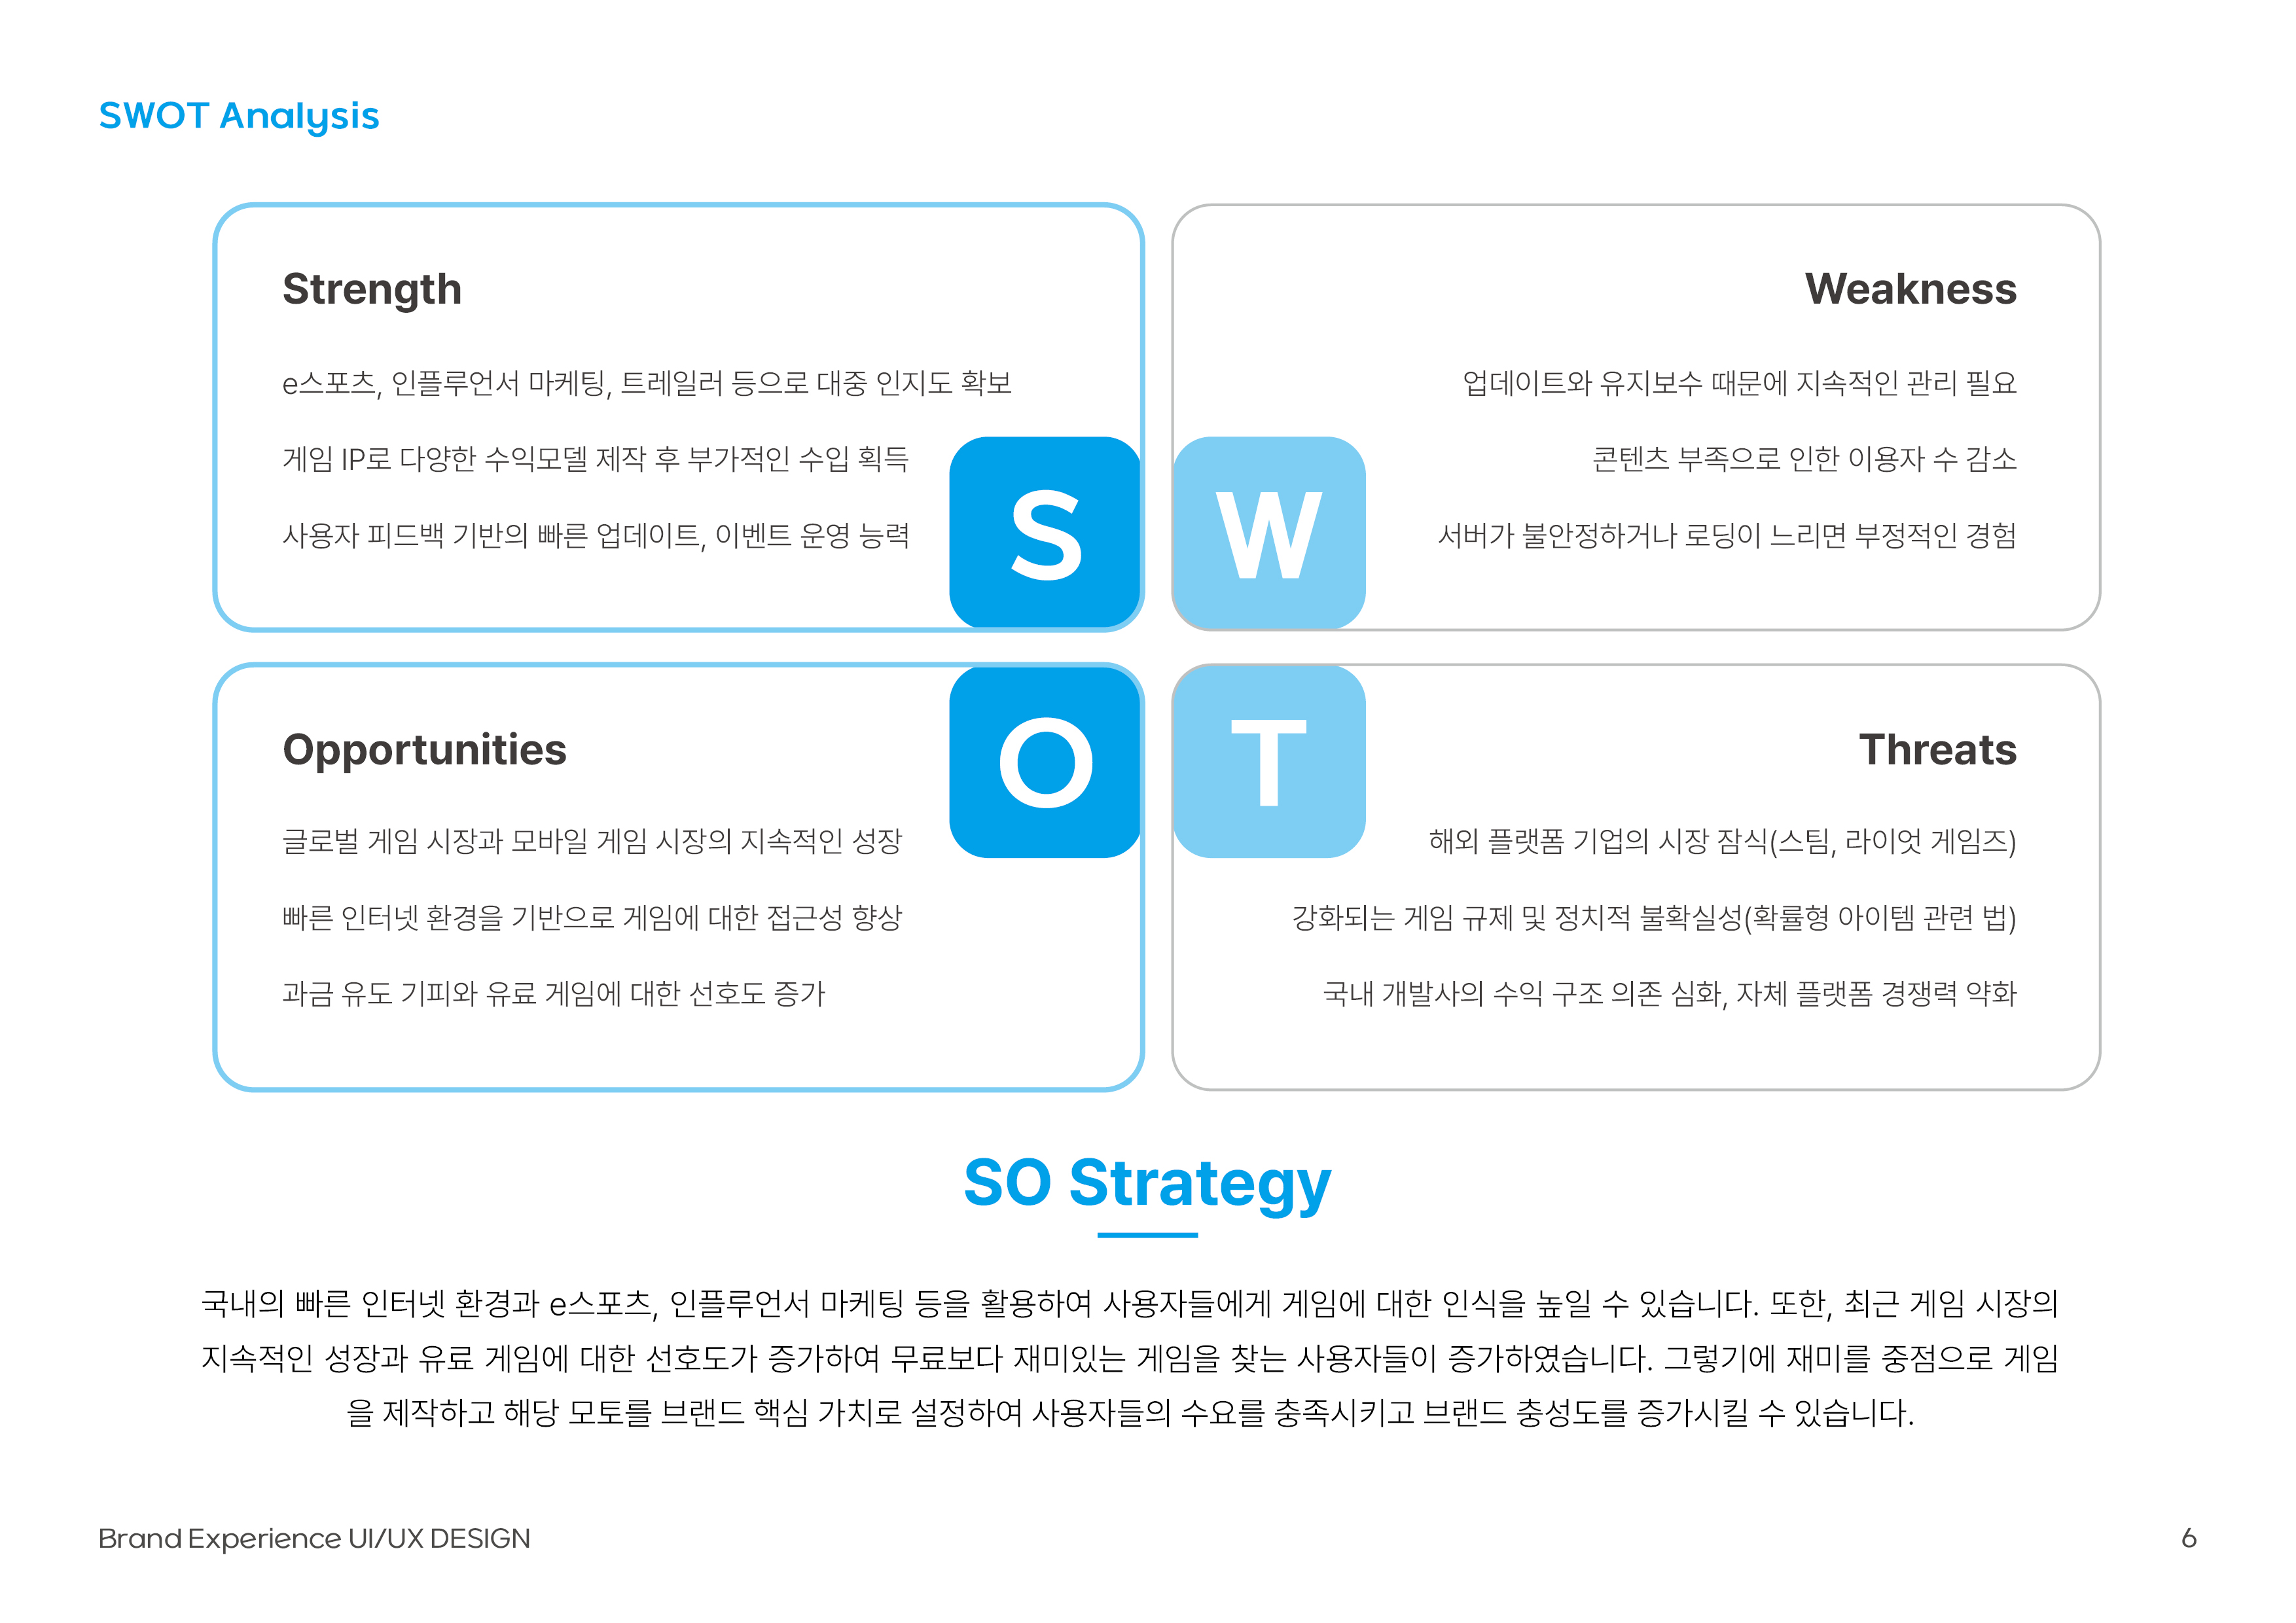 SWOT Analysis
Strength
e스포츠, 인플루언서 마케팅, 트레일러 등으로 대중 인지도 확보
게임 IP로 다양한 수익모델 제작 후 부가적인 수입 획득
사용자 피드백 기반의 빠른 업데이트, 이벤트 운영 능력
S
Weakness
업데이트와 유지보수 때문에 지속적인 관리 필요
콘텐츠 부족으로 인한 이용자 수 감소
서버가 불안정하거나 로딩이 느리면 부정적인 경험
W
Opportunities
글로벌 게임 시장과 모바일 게임 시장의 지속적인 성장
빠른 인터넷 환경을 기반으로 게임에 대한 접근성 향상
과금 유도 기피와 유료 게임에 대한 선호도 증가
O
Threats
해외 플랫폼 기업의 시장 잠식(스팀, 라이엇 게임즈)
강화되는 게임 규제 및 정치적 불확실성(확률형 아이템 관련 법)
국내 개발사의 수익 구조 의존 심화, 자체 플랫폼 경쟁력 약화
T
SO Strategy
국내의 빠른 인터넷 환경과 e스포츠, 인플루언서 마케팅 등을 활용하여 사용자들에게 게임에 대한 인식을 높일 수 있습니다. 또한, 최근 게임 시장의
지속적인 성장과 유료 게임에 대한 선호도가 증가하여 무료보다 재미있는 게임을 찾는 사용자들이 증가하였습니다. 그렇기에 재미를 중점으로 게임
을 제작하고 해당 모토를 브랜드 핵심 가치로 설정하여 사용자들의 수요를 충족시키고 브랜드 충성도를 증가시킬 수 있습니다.
Brand Experience UI/UX DESIGN
6